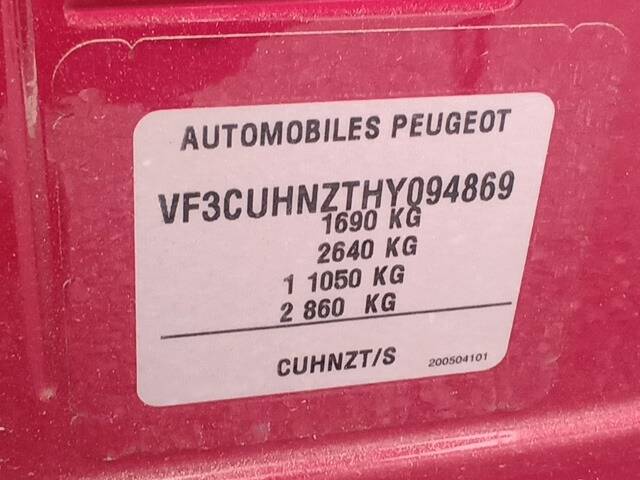 AUTOMOBILES PEUGEOT
VF3CUHNZTHY094869
1690 KG
2640 KG
1 1050 KG
2 860 KG
CUHNZT/S 200504101